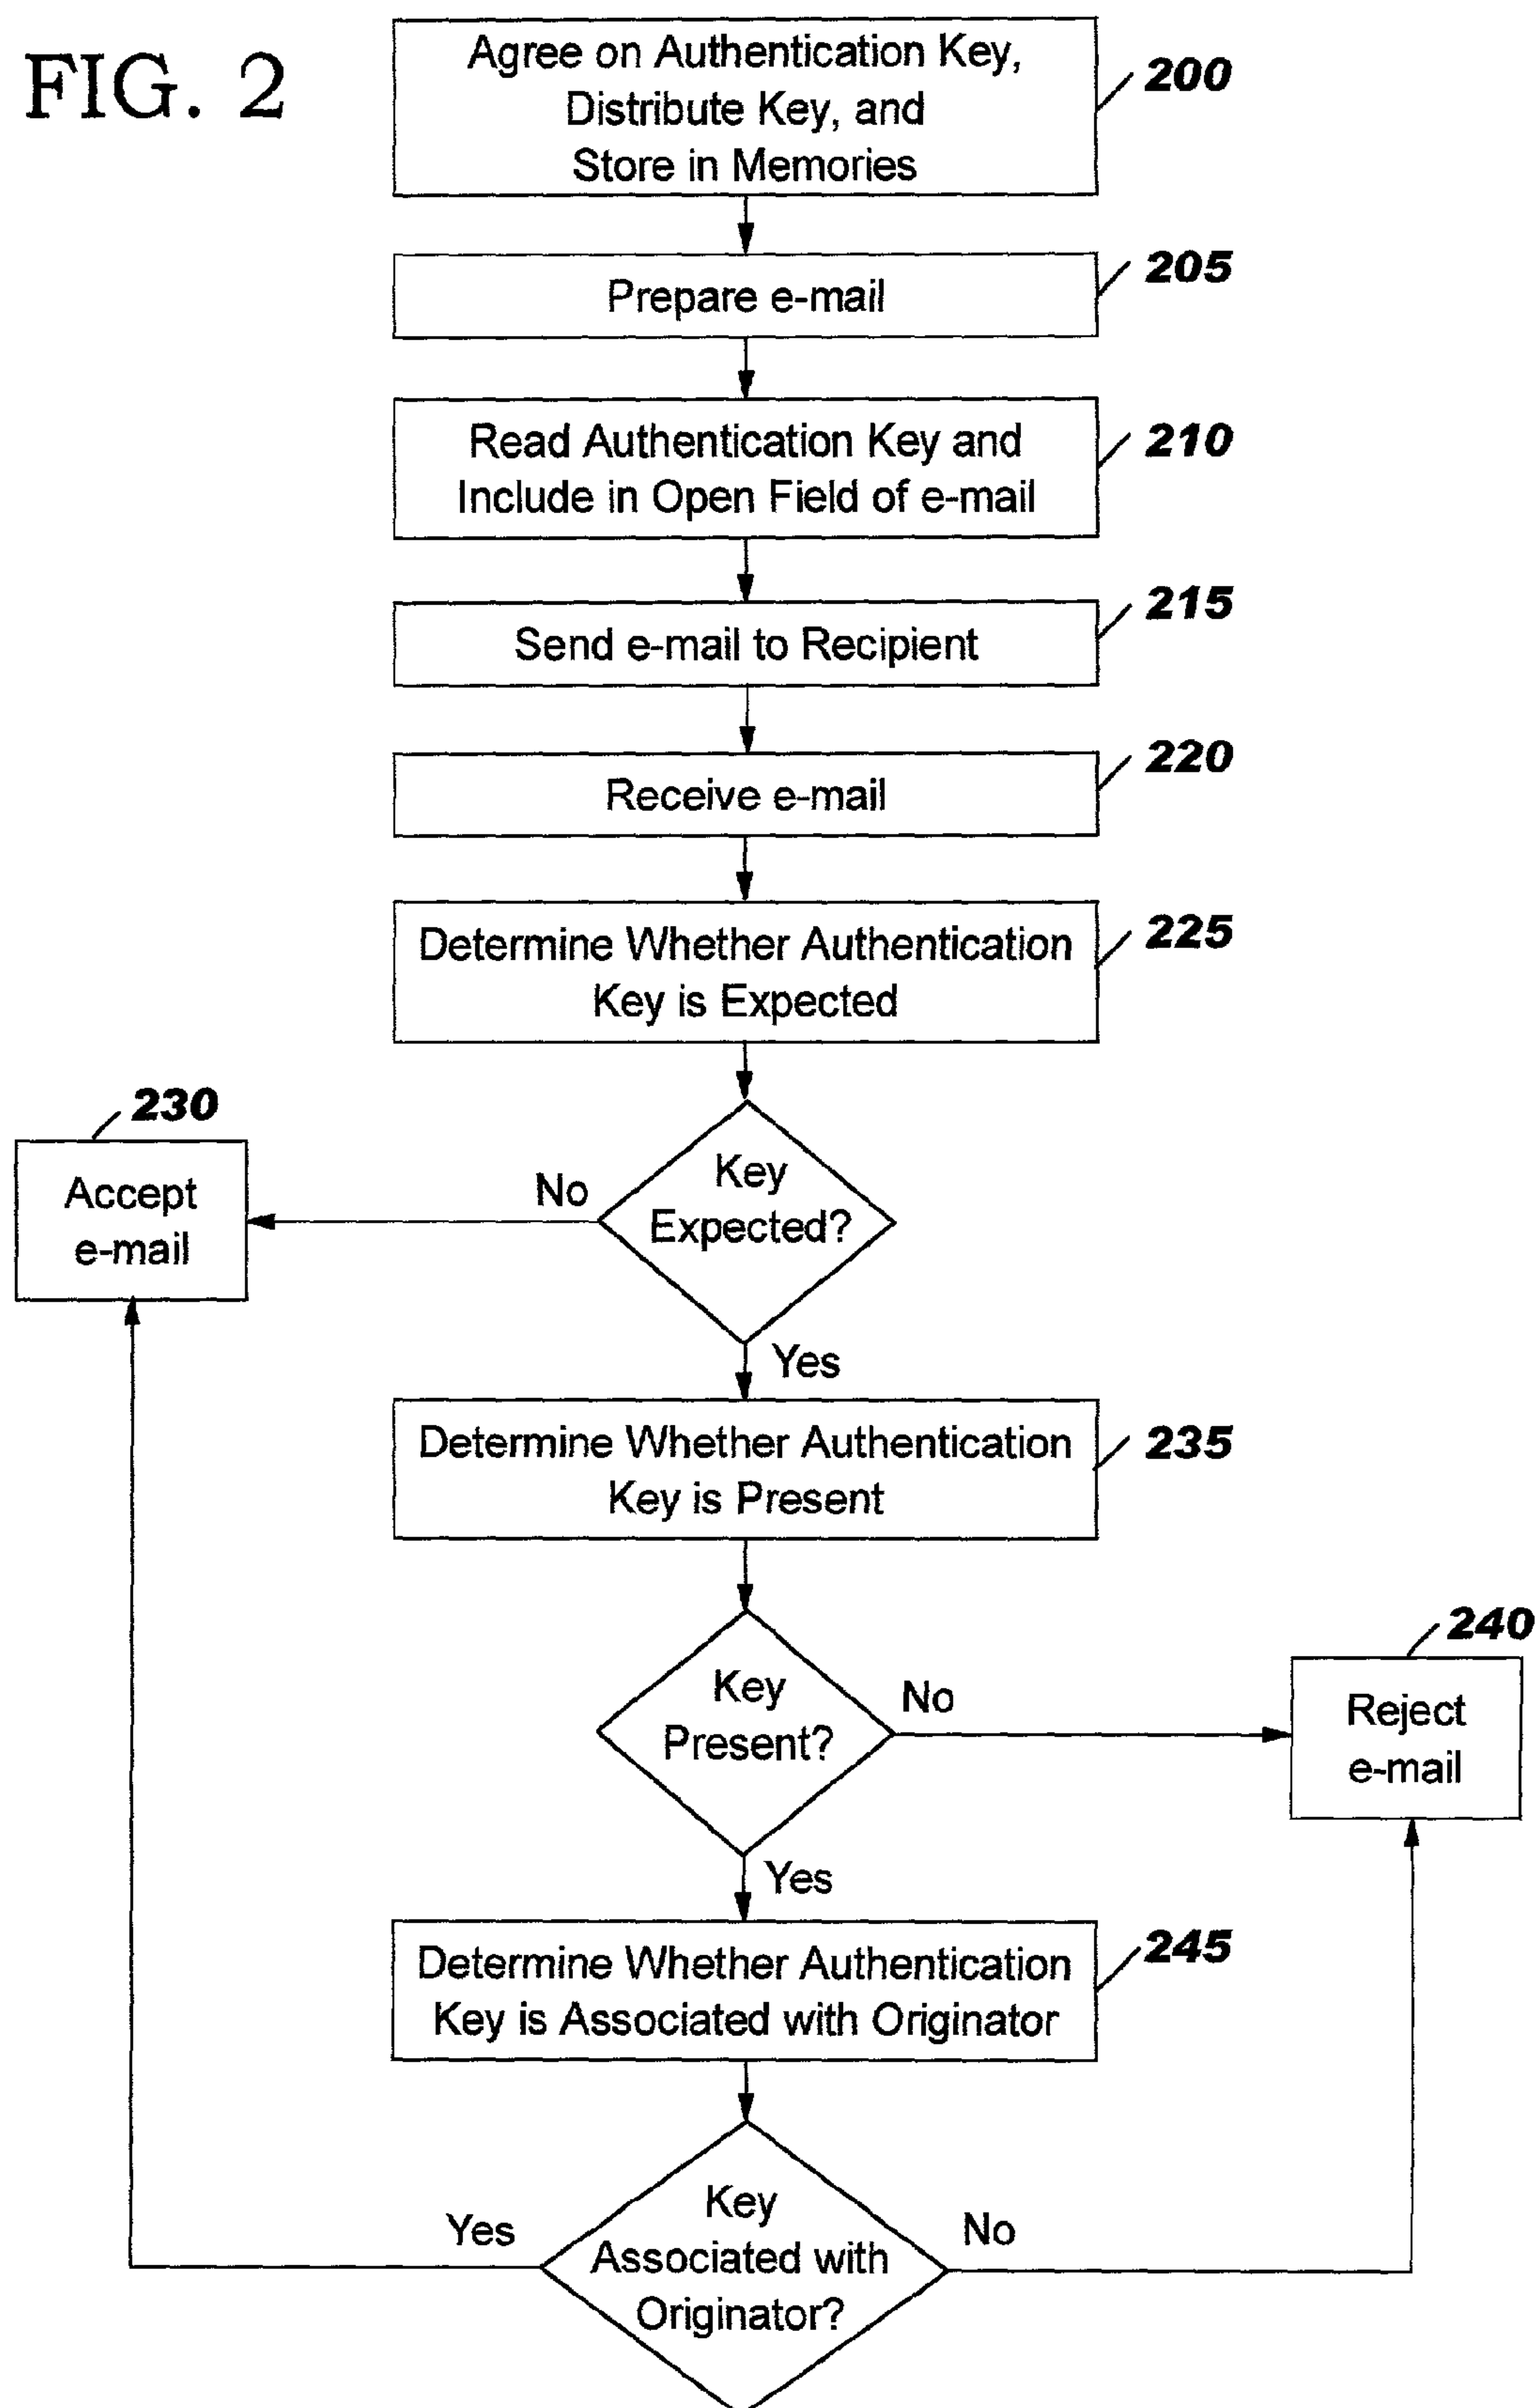 FIG. 2
Agree on Authentication Key,
Distribute Key, and
Store in Memories
200
Prepare e-mail
205
Read Authentication Key and
Include in Open Field of e-mail
210
Send e-mail to Recipient
215
Receive e-mail
220
Determine Whether Authentication
Key is Expected
225
230
Accept
e-mail
No
Key
Expected?
Yes
Determine Whether Authentication
Key is Present
235
Key
Present?
No
240
Reject
e-mail
Yes
Determine Whether Authentication
Key is Associated with Originator
245
Yes
Key
Associated with
Originator?
No